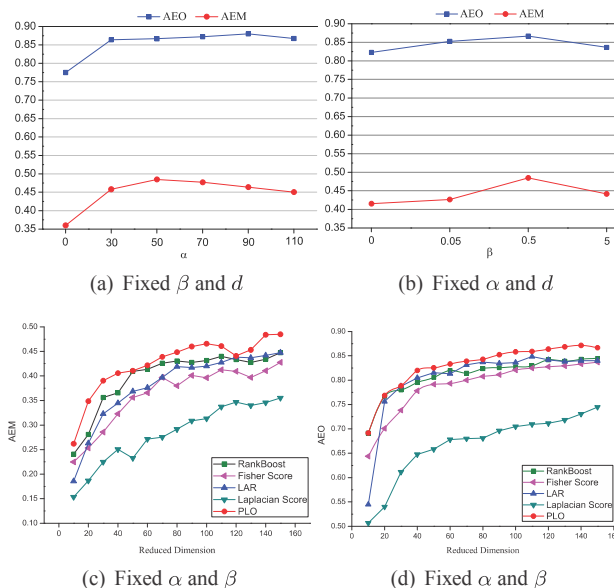 AEO AEM
0.90
0.85
0.80
0.75
0.70
0.65
0.60
0.55
0.50
0.45
0.40
0.35
0 30 50 70 90 110
α
(a) Fixed β and d
AEO AEM
0.90
0.85
0.80
0.75
0.70
0.65
0.60
0.55
0.50
0.45
0.40
0.35
0 0.05 0.5 5
β
(b) Fixed α and d
AEM
0.50
0.45
0.40
0.35
0.30
0.25
0.20
0.15
0.10
0 20 40 60 80 100 120 140 160
RankBoost
Fisher Score
LAR
Laplacian Score
PLO
Reduced Dimension
(c) Fixed α and β
AEO
0.90
0.85
0.80
0.75
0.70
0.65
0.60
0.55
0.50
0 20 40 60 80 100 120 140
RankBoost
Fisher Score
LAR
Laplacian Score
PLO
Reduced Dimension
(d) Fixed α and β